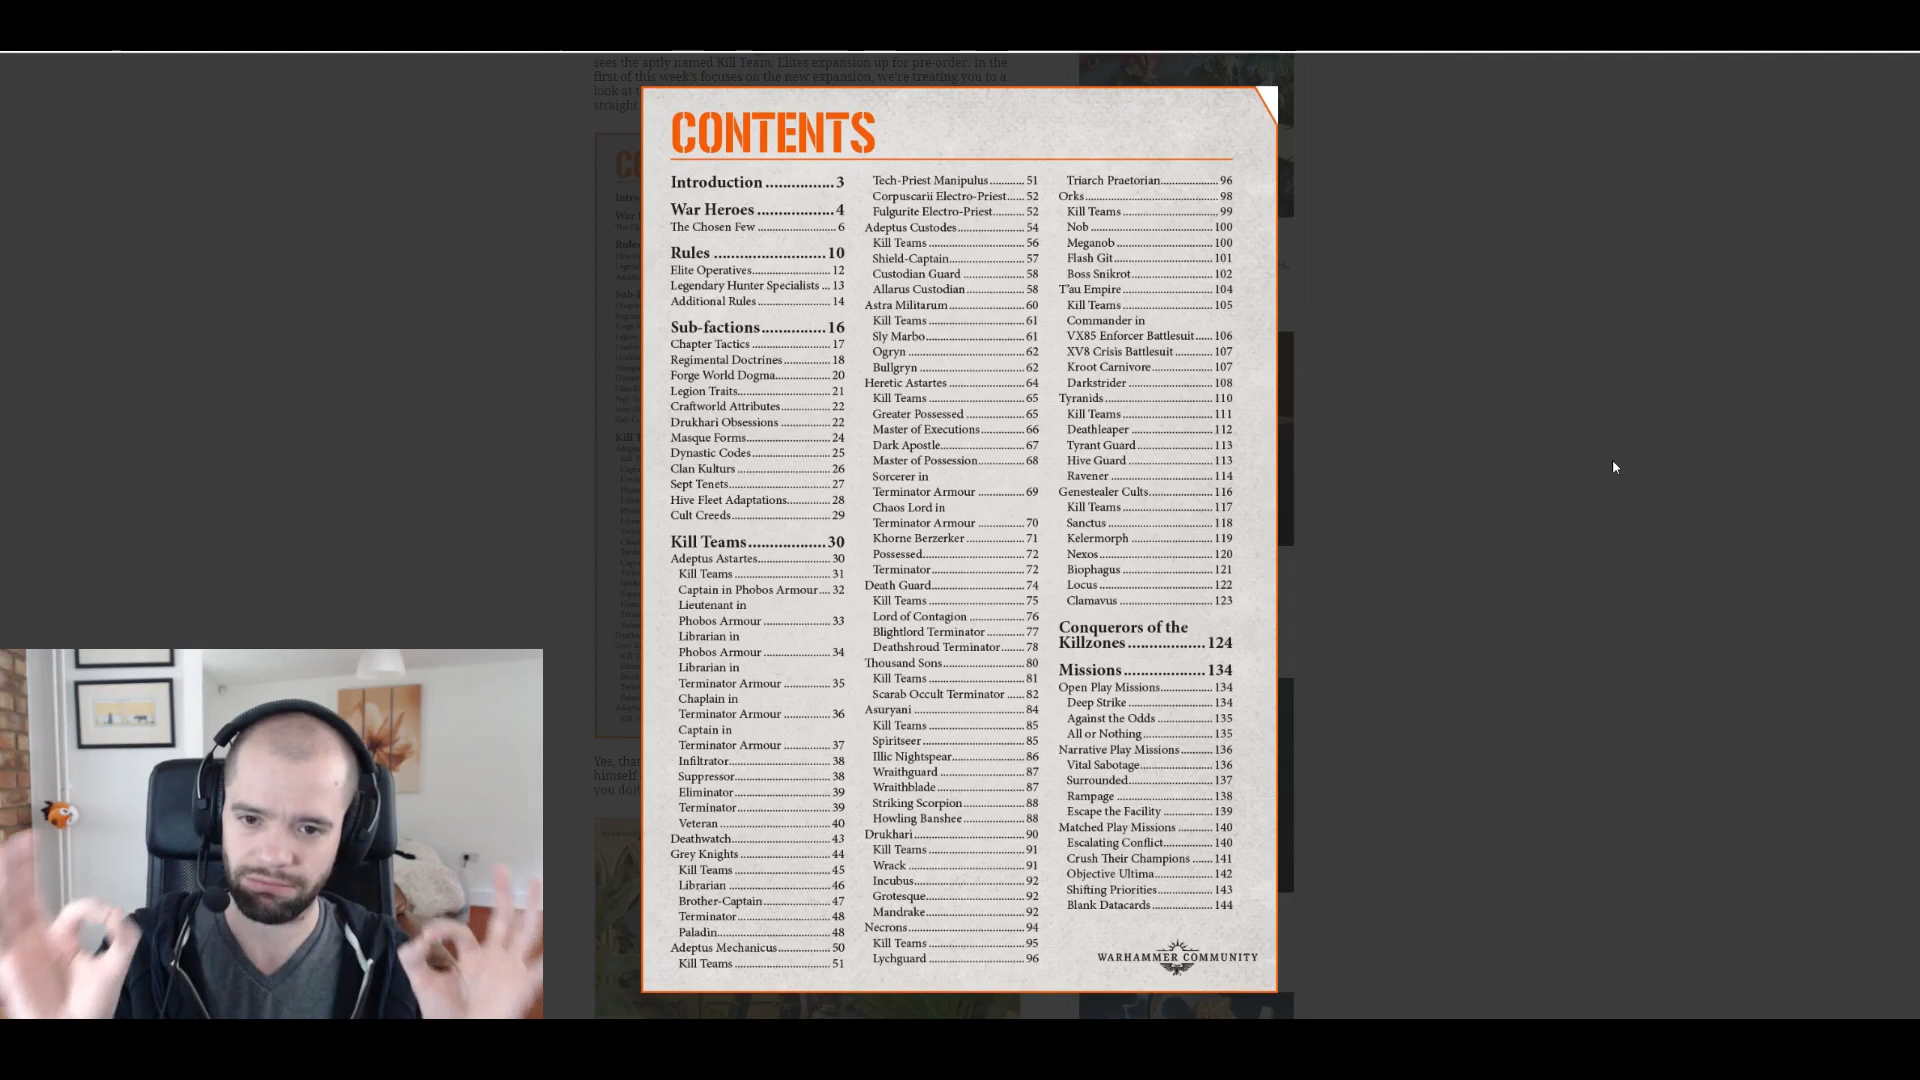 sees the aptly named Kill Team: Elites expansion up for pre-order. In the
first of this week's focuses on the new expansion, we're treating you to a
look at
straight
CONTENTS
Introduction ................ 3
War Heroes .................. 4
The Chosen Few ........................ 6
Rules .......................... 10
Elite Operatives.......................... 12
Legendary Hunter Specialists ... 13
Additional Rules ........................ 14
Sub-factions............... 16
Chapter Tactics ........................... 17
Regimental Doctrines ............... 18
Forge World Dogma.................. 20
Legion Traits............................... 21
Craftworld Attributes................ 22
Drukhari Obsessions ................ 22
Masque Forms............................ 24
Dynastic Codes........................... 25
Clan Kulturs ............................... 26
Sept Tenets.................................. 27
Hive Fleet Adaptations.............. 28
Cult Creeds................................. 29
Kill Teams.................. 30
Adeptus Astartes........................ 30
Kill Teams ............................... 31
Captain in Phobos Armour.... 32
Lieutenant in
Phobos Armour ...................... 33
Librarian in
Phobos Armour ...................... 34
Librarian in
Terminator Armour ............... 35
Chaplain in
Terminator Armour ............... 36
Captain in
Terminator Armour ............... 37
Infiltrator................................. 38
Suppressor............................... 38
Eliminator............................... 39
Terminator.............................. 39
Veteran .................................... 40
Deathwatch................................. 43
Grey Knights .............................. 44
Kill Teams ............................... 45
Librarian ................................. 46
Brother-Captain ..................... 47
Terminator.............................. 48
Paladin..................................... 48
Adeptus Mechanicus................. 50
Kill Teams ............................... 51
Tech-Priest Manipulus........... 51
Corpuscarii Electro-Priest..... 52
Fulgurite Electro-Priest......... 52
Adeptus Custodes...................... 54
Kill Teams ............................... 56
Shield-Captain........................ 57
Custodian Guard ................... 58
Allarus Custodian .................. 58
Astra Militarum ......................... 60
Kill Teams ............................... 61
Sly Marbo................................ 61
Ogryn ...................................... 62
Bullgryn .................................. 62
Heretic Astartes ......................... 64
Kill Teams ............................... 65
Greater Possessed .................. 65
Master of Executions............. 66
Dark Apostle........................... 67
Master of Possession.............. 68
Sorcerer in
Terminator Armour ............... 69
Chaos Lord in
Terminator Armour ............... 70
Khorne Berzerker ................... 71
Possessed................................. 72
Terminator.............................. 72
Death Guard............................... 74
Kill Teams ............................... 75
Lord of Contagion .................. 76
Blightlord Terminator ............ 77
Deathshroud Terminator....... 78
Thousand Sons........................... 80
Kill Teams ............................... 81
Scarab Occult Terminator ..... 82
Asuryani ..................................... 84
Kill Teams ............................... 85
Spiritseer ................................. 85
Illic Nightspear....................... 86
Wraithguard ........................... 87
Wraithblade ............................ 87
Striking Scorpion ................... 88
Howling Banshee ................... 88
Drukhari..................................... 90
Kill Teams ............................... 91
Wrack ...................................... 91
Incubus.................................... 92
Grotesque................................ 92
Mandrake................................ 92
Necrons ...................................... 94
Kill Teams ............................... 95
Lychguard ............................... 96
Triarch Praetorian................... 96
Orks............................................. 98
Kill Teams ............................... 99
Nob ........................................ 100
Meganob ............................... 100
Flash Git ................................ 101
Boss Snikrot .......................... 102
T'au Empire .............................. 104
Kill Teams ............................. 105
Commander in
VX85 Enforcer Battlesuit...... 106
XV8 Crisis Battlesuit ............ 107
Kroot Carnivore.................... 107
Darkstrider ........................... 108
Tyranids .................................... 110
Kill Teams ............................. 111
Deathleaper ........................... 112
Tyrant Guard ......................... 113
Hive Guard ........................... 113
Ravener .................................. 114
Genestealer Cults...................... 116
Kill Teams ............................. 117
Sanctus ................................... 118
Kelermorph ........................... 119
Nexos...................................... 120
Biophagus .............................. 121
Locus ...................................... 122
Clamavus ............................... 123
Conquerors of the
Killzones .................. 124
Missions .................... 134
Open Play Missions................. 134
Deep Strike ............................ 134
Against the Odds .................. 135
All or Nothing ....................... 135
Narrative Play Missions........... 136
Vital Sabotage........................ 136
Surrounded............................ 137
Rampage ................................ 138
Escape the Facility ................ 139
Matched Play Missions ............ 140
Escalating Conflict................ 140
Crush Their Champions ....... 141
Objective Ultima................... 142
Shifting Priorities.................. 143
Blank Datacards .................... 144
WARHAMMER COMMUNITY
Yes, that
himself
you do